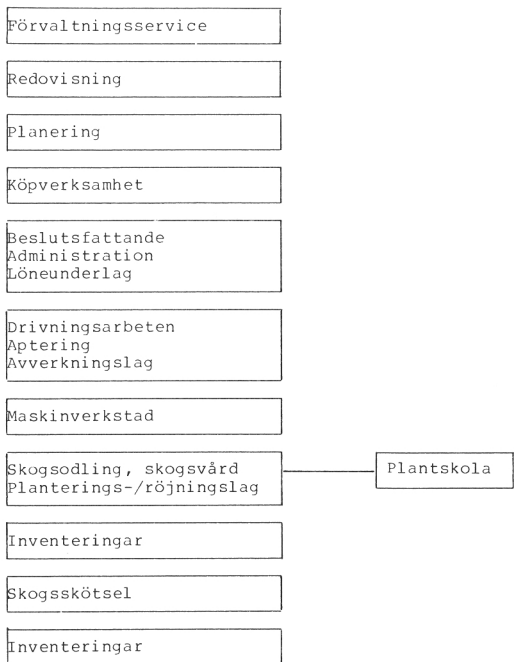 Förvaltningsservice
Redovisning
Planering
Köpverksamhet
Beslutsfattande
Administration
Löneunderlag
Drivningsarbeten
Aptering
Avverkningslag
Maskinverkstad
Skogsodling, skogsvård
Planterings-/röjningslag
Plantskola
Inventeringar
Skogsskötsel
Inventeringar